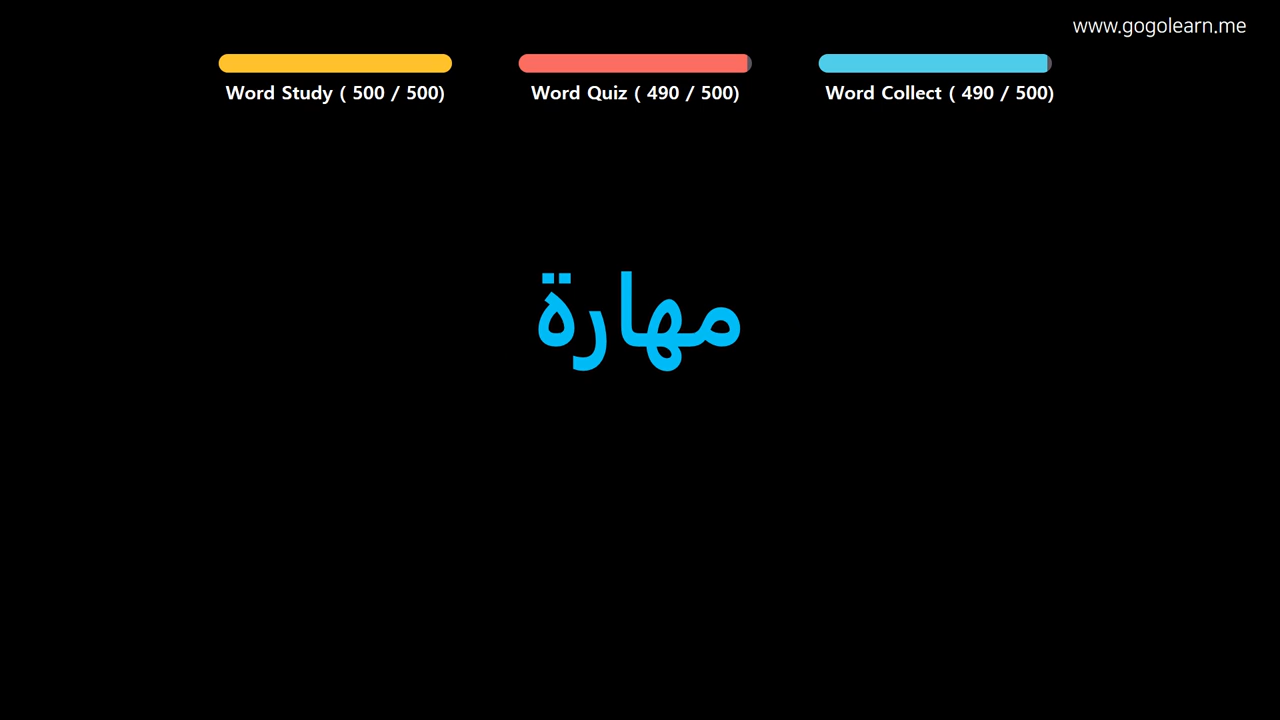 www.gogolearn.me
Word Study ( 500 / 500)
Word Quiz ( 490 / 500)
Word Collect ( 490 / 500)
مهارة